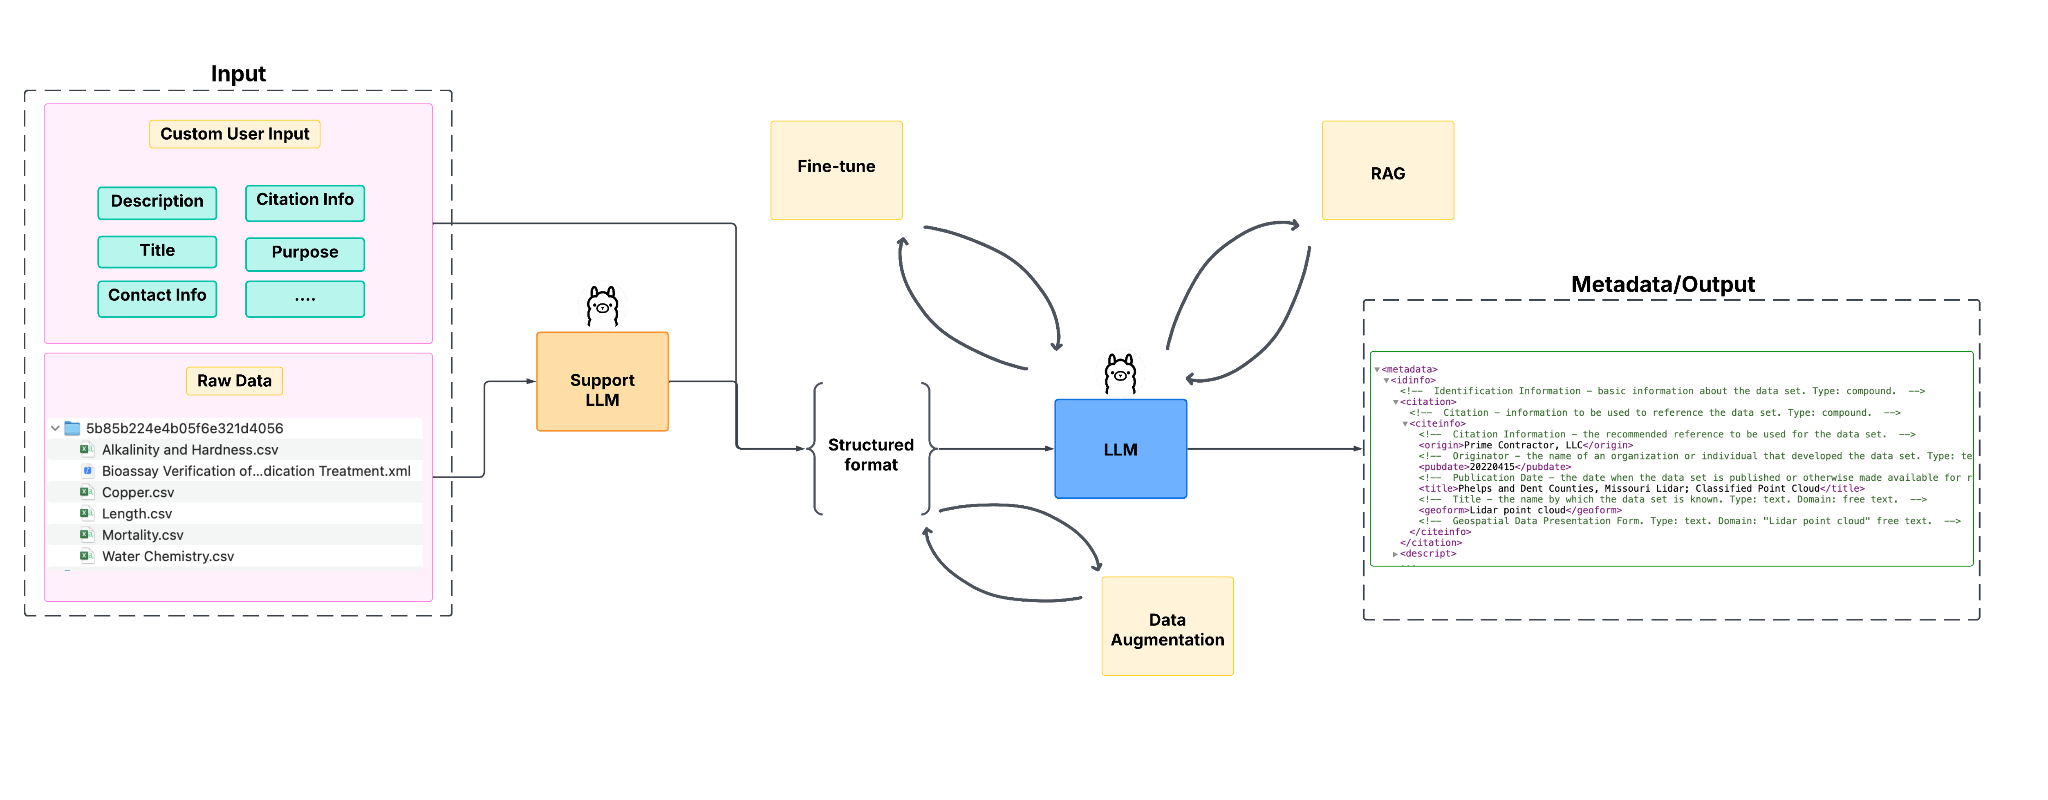 Input
Custom User Input
Description
Citation Info
Title
Purpose
Contact Info
....
Raw Data
5b85b224e4b05f6e321d4056
Alkalinity and Hardness.csv
Bioassay Verification of...dication Treatment.xml
Copper.csv
Length.csv
Mortality.csv
Water Chemistry.csv
Support
LLM
Structured
format
Fine-tune
RAG
LLM
Data
Augmentation
Metadata/Output
<metadata>
<idinfo>
<!-- Identification Information – basic information about the data set. Type: compound. -->
<citation>
<!-- Citation – information to be used to reference the data set. Type: compound. -->
<citeinfo>
<!-- Citation Information – the recommended reference to be used for the data set. -->
<origin>Prime Contractor, LLC</origin>
<!-- Originator – the name of an organization or individual that developed the data set. Type: te
<pubdate>20220415</pubdate>
<!-- Publication Date – the date when the data set is published or otherwise made available for r
<title>Phelps and Dent Counties, Missouri Lidar; Classified Point Cloud</title>
<!-- Title – the name by which the data set is known. Type: text. Domain: free text. -->
<geoform>Lidar point cloud</geoform>
<!-- Geospatial Data Presentation Form. Type: text. Domain: "Lidar point cloud" free text. -->
</citeinfo>
</citation>
<descript>
...